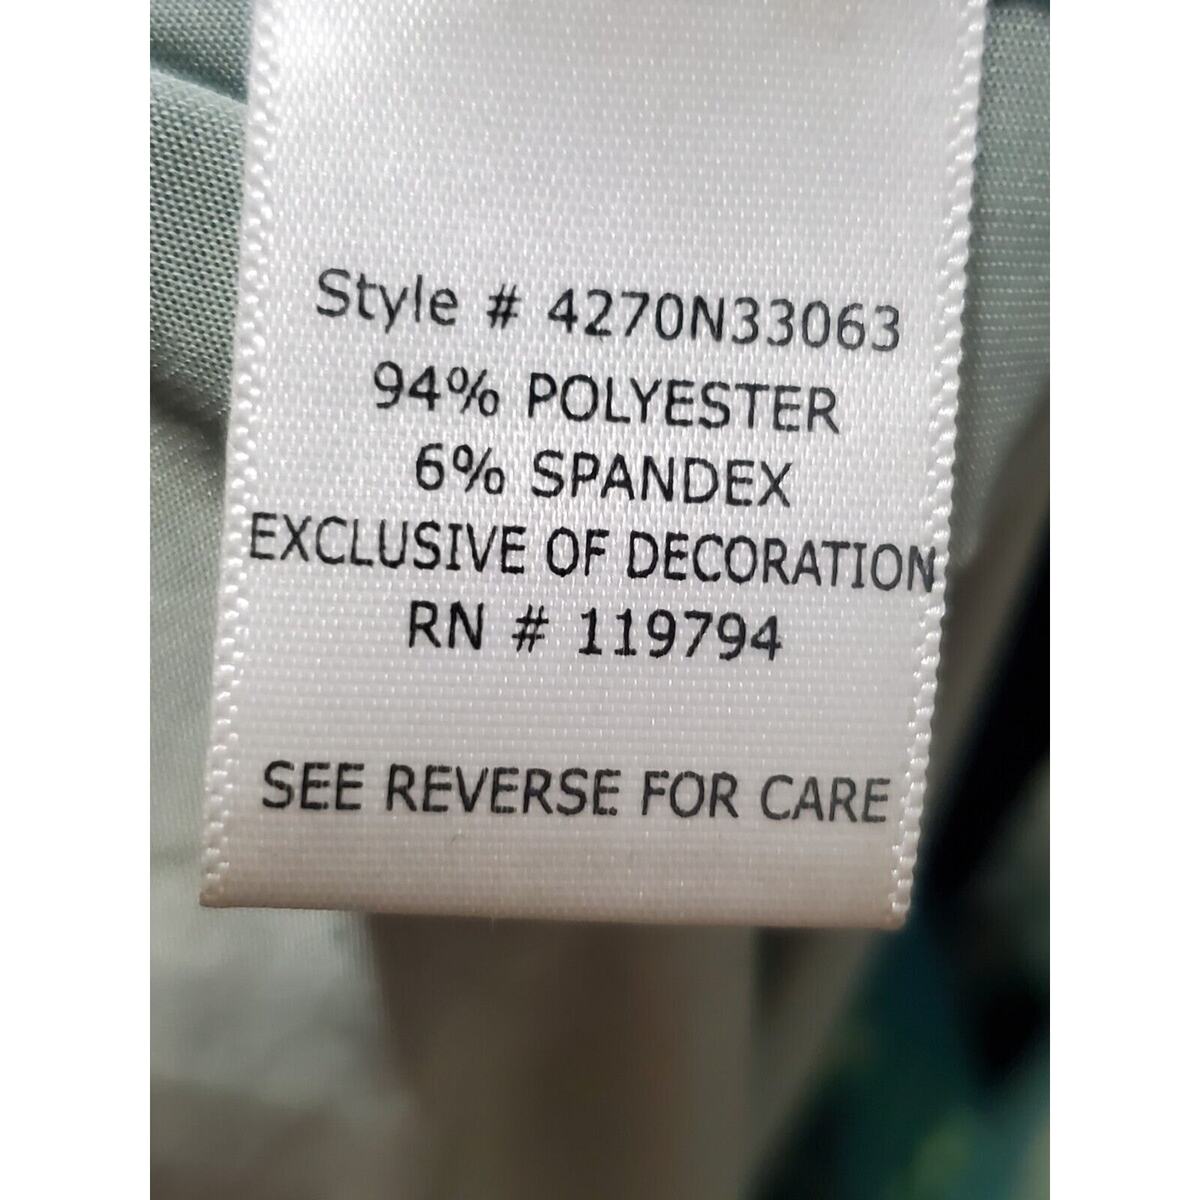 Style # 4270N33063
94% POLYESTER
6% SPANDEX
EXCLUSIVE OF DECORATION
RN # 119794
SEE REVERSE FOR CARE